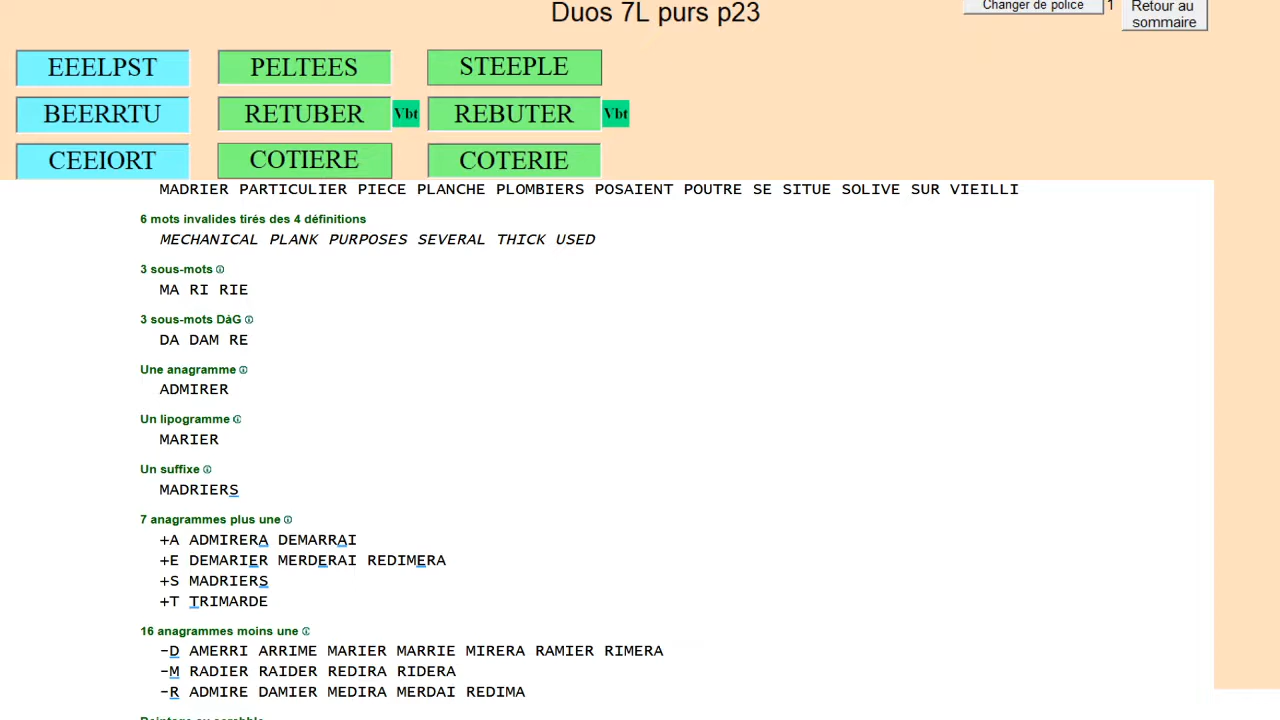 Duos 7L purs p23
Changer de police
1
Retour au
sommaire
EEELPST PELTEES STEEPLE
BEERRTU RETUBER Vbt REBUTER Vbt
CEEIORT COTIERE COTERIE
MADRIER PARTICULIER PIECE PLANCHE PLOMBIERS POSAIENT POUTRE SE SITUE SOLIVE SUR VIEILLI
6 mots invalides tirés des 4 définitions
MECHANICAL PLANK PURPOSES SEVERAL THICK USED
3 sous-mots
MA RI RIE
3 sous-mots DàG
DA DAM RE
Une anagramme
ADMIRER
Un lipogramme
MARIER
Un suffixe
MADRIERS
7 anagrammes plus une
+A ADMIRERA DEMARRAI
+E DEMARIER MERDERAI REDIMERA
+S MADRIERS
+T TRIMARDE
16 anagrammes moins une
-D AMERRI ARRIME MARIER MARRIE MIRERA RAMIER RIMERA
-M RADIER RAIDER REDIRA RIDERA
-R ADMIRE DAMIER MEDIRA MERDAI REDIMA